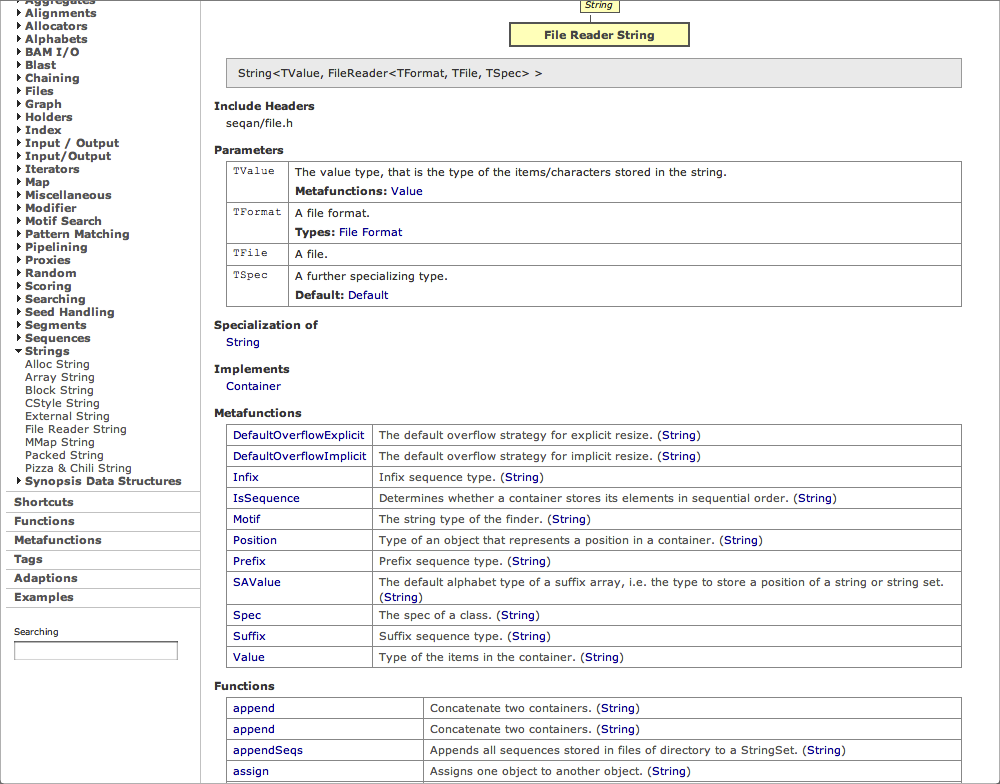 Aggregates
Alignments
Allocators
Alphabets
BAM I/O
Blast
Chaining
Files
Graph
Holders
Index
Input / Output
Input/Output
Iterators
Map
Miscellaneous
Modifier
Motif Search
Pattern Matching
Pipelining
Proxies
Random
Scoring
Searching
Seed Handling
Segments
Sequences
Strings
Alloc String
Array String
Block String
CStyle String
External String
File Reader String
MMap String
Packed String
Pizza & Chili String
Synopsis Data Structures
Shortcuts
Functions
Metafunctions
Tags
Adaptions
Examples
Searching
String
File Reader String
String<TValue, FileReader<TFormat, TFile, TSpec> >
Include Headers
seqan/file.h
Parameters
TValue The value type, that is the type of the items/characters stored in the string.
Metafunctions: Value
TFormat A file format.
Types: File Format
TFile A file.
TSpec A further specializing type.
Default: Default
Specialization of
String
Implements
Container
Metafunctions
DefaultOverflowExplicit The default overflow strategy for explicit resize. (String)
DefaultOverflowImplicit The default overflow strategy for implicit resize. (String)
Infix Infix sequence type. (String)
IsSequence Determines whether a container stores its elements in sequential order. (String)
Motif The string type of the finder. (String)
Position Type of an object that represents a position in a container. (String)
Prefix Prefix sequence type. (String)
SAValue The default alphabet type of a suffix array, i.e. the type to store a position of a string or string set.
(String)
Spec The spec of a class. (String)
Suffix Suffix sequence type. (String)
Value Type of the items in the container. (String)
Functions
append Concatenate two containers. (String)
append Concatenate two containers. (String)
appendSeqs Appends all sequences stored in files of directory to a StringSet. (String)
assign Assigns one object to another object. (String)